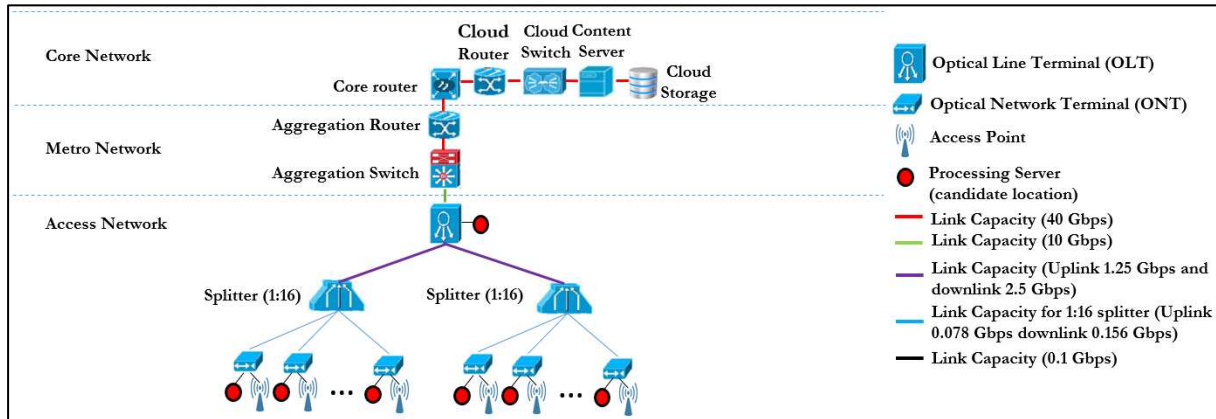 Core Network
Cloud Router
Cloud Switch
Content Server
Cloud Storage
Core router
Metro Network
Aggregation Router
Aggregation Switch
Access Network
Splitter (1:16)
Splitter (1:16)
...
...
Optical Line Terminal (OLT)
Optical Network Terminal (ONT)
Access Point
Processing Server
(candidate location)
Link Capacity (40 Gbps)
Link Capacity (10 Gbps)
Link Capacity (Uplink 1.25 Gbps and
downlink 2.5 Gbps)
Link Capacity for 1:16 splitter (Uplink
0.078 Gbps downlink 0.156 Gbps)
Link Capacity (0.1 Gbps)